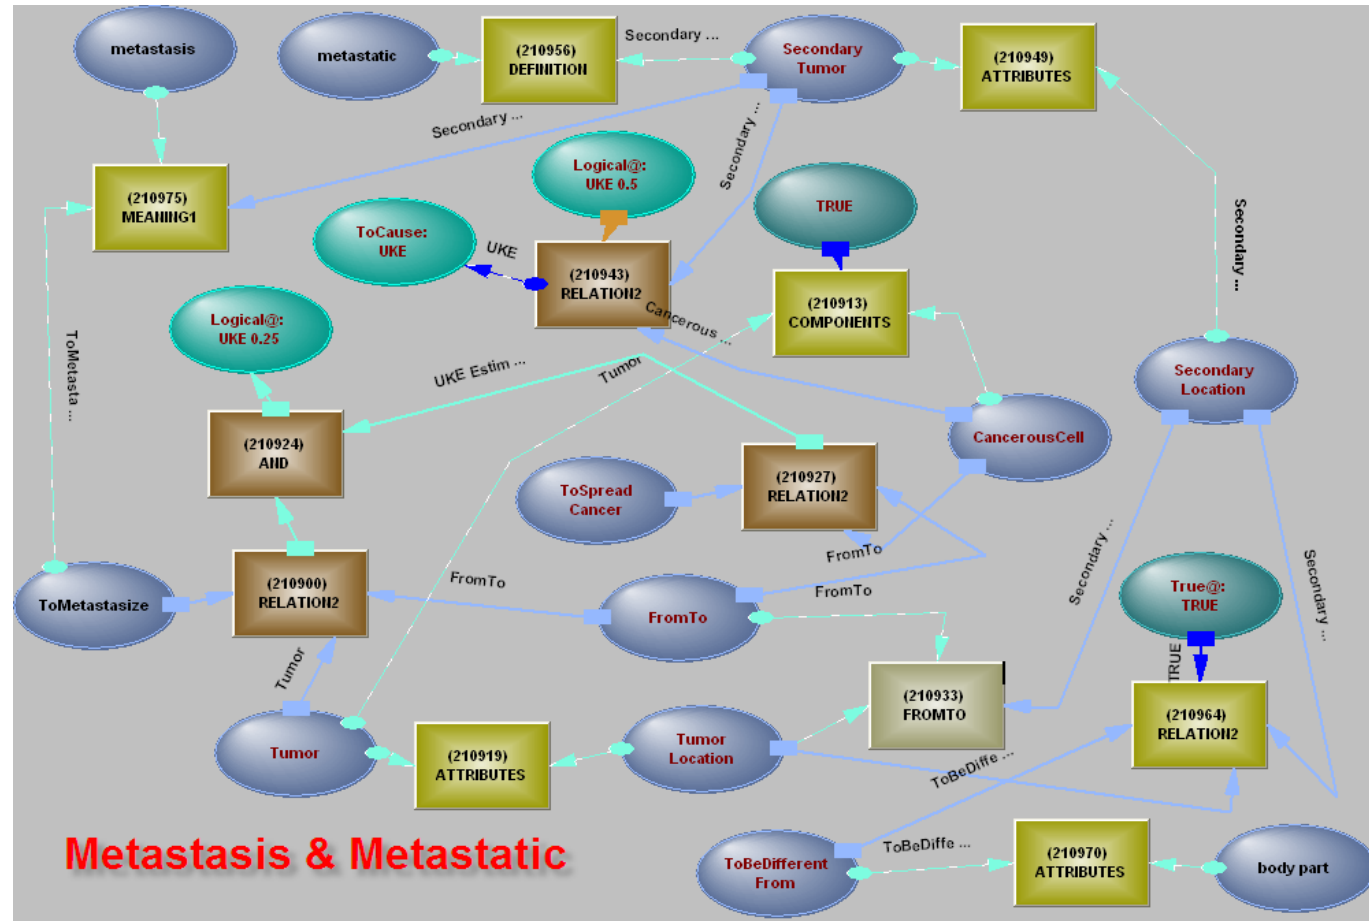 metastasis
metastatic
(210956)
DEFINITION
Secondary ...
Secondary
Tumor
(210949)
ATTRIBUTES
Secondary ...
Secondary ...
(210975)
MEANING1
Logical@:
UKE 0.5
TRUE
ToCause:
UKE
UKE
(210943)
RELATION2
Cancerous ...
(210913)
COMPONENTS
Secondary ...
Logical@:
UKE 0.25
ToMetasta ...
UKE Estim ...
Tumor
Secondary
Location
(210924)
AND
CancerousCell
ToSpread
Cancer
(210927)
RELATION2
FromTo
FromTo
FromTo
Secondary ...
Secondary ...
ToMetastasize
(210900)
RELATION2
FromTo
True@:
TRUE
TRUE
Tumor
(210933)
FROMTO
(210964)
RELATION2
Tumor
(210919)
ATTRIBUTES
Tumor
Location
ToBeDiffe ...
Metastasis & Metastatic
ToBeDifferent
From
ToBeDiffe ...
(210970)
ATTRIBUTES
body part